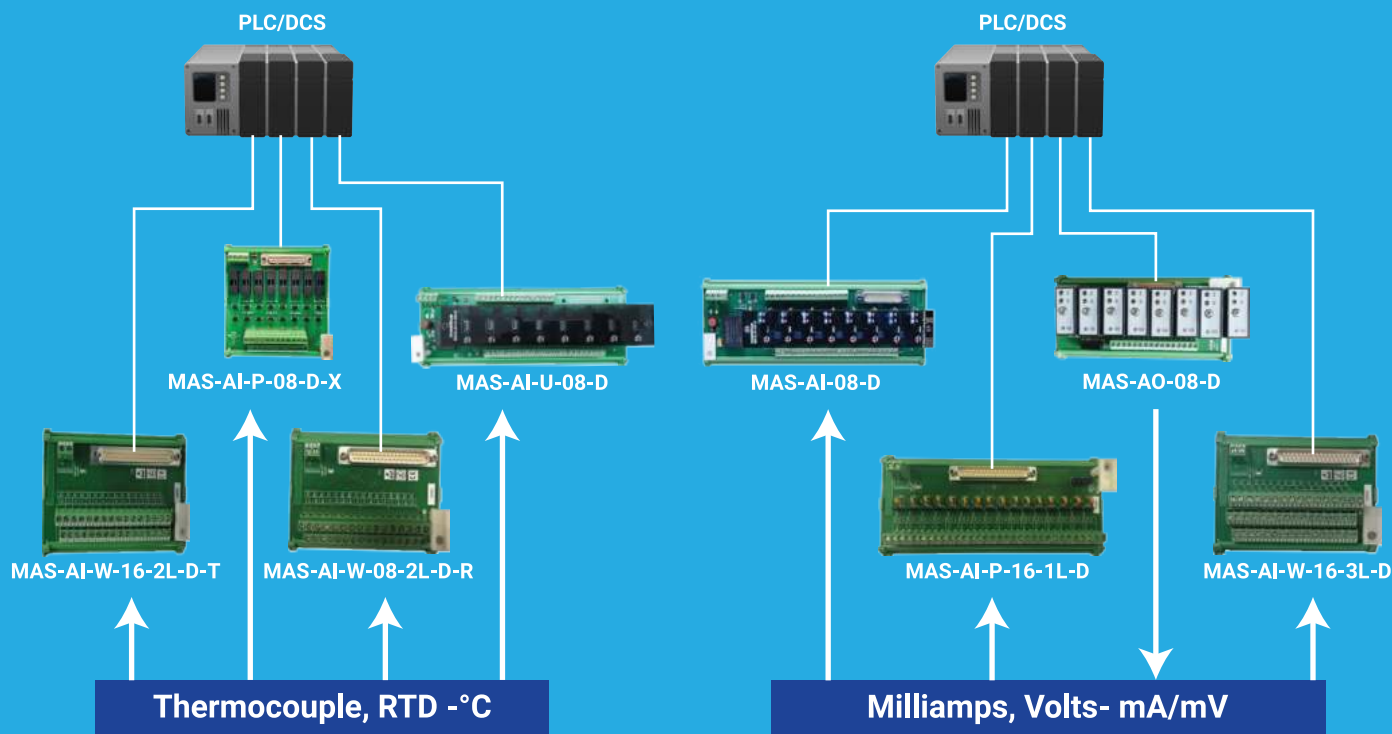 PLC/DCS
PLC/DCS
MAS-AI-P-08-D-X
MAS-AI-U-08-D
MAS-AI-08-D
MAS-AO-08-D
MAS-AI-W-16-2L-D-T
MAS-AI-W-08-2L-D-R
MAS-AI-P-16-1L-D
MAS-AI-W-16-3L-D
Thermocouple, RTD -°C
Milliamps, Volts- mA/mV